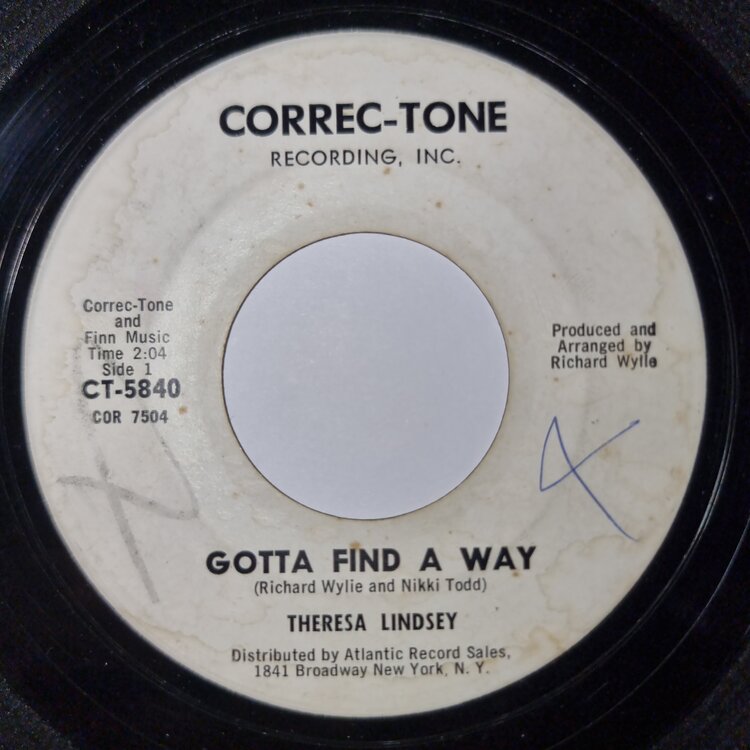 CORREC-TONE
RECORDING, INC.
Correc-Tone
and
Finn Music
Time 2:04
Side 1
CT-5840
COR 7504
Produced and
Arranged by
Richard Wylie
4
GOTTA FIND A WAY
(Richard Wylie and Nikki Todd)
THERESA LINDSEY
Distributed by Atlantic Record Sales,
1841 Broadway New York, N. Y.